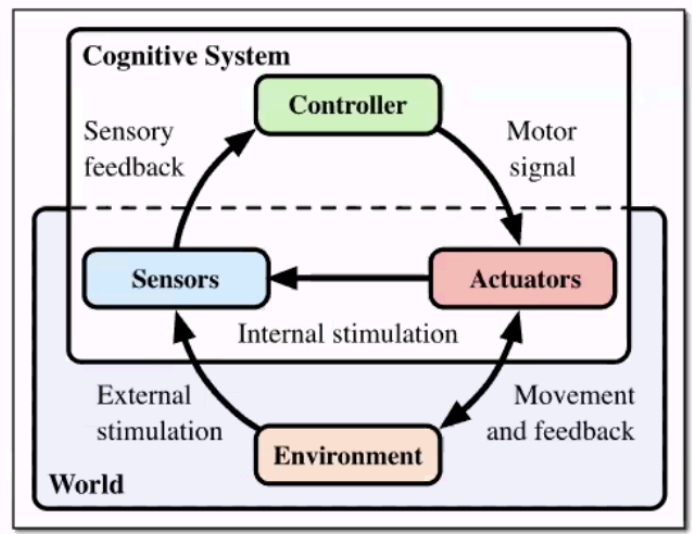 Cognitive System
Controller
Sensory
feedback
Motor
signal
Sensors
Actuators
Internal stimulation
External
stimulation
Movement
and feedback
Environment
World